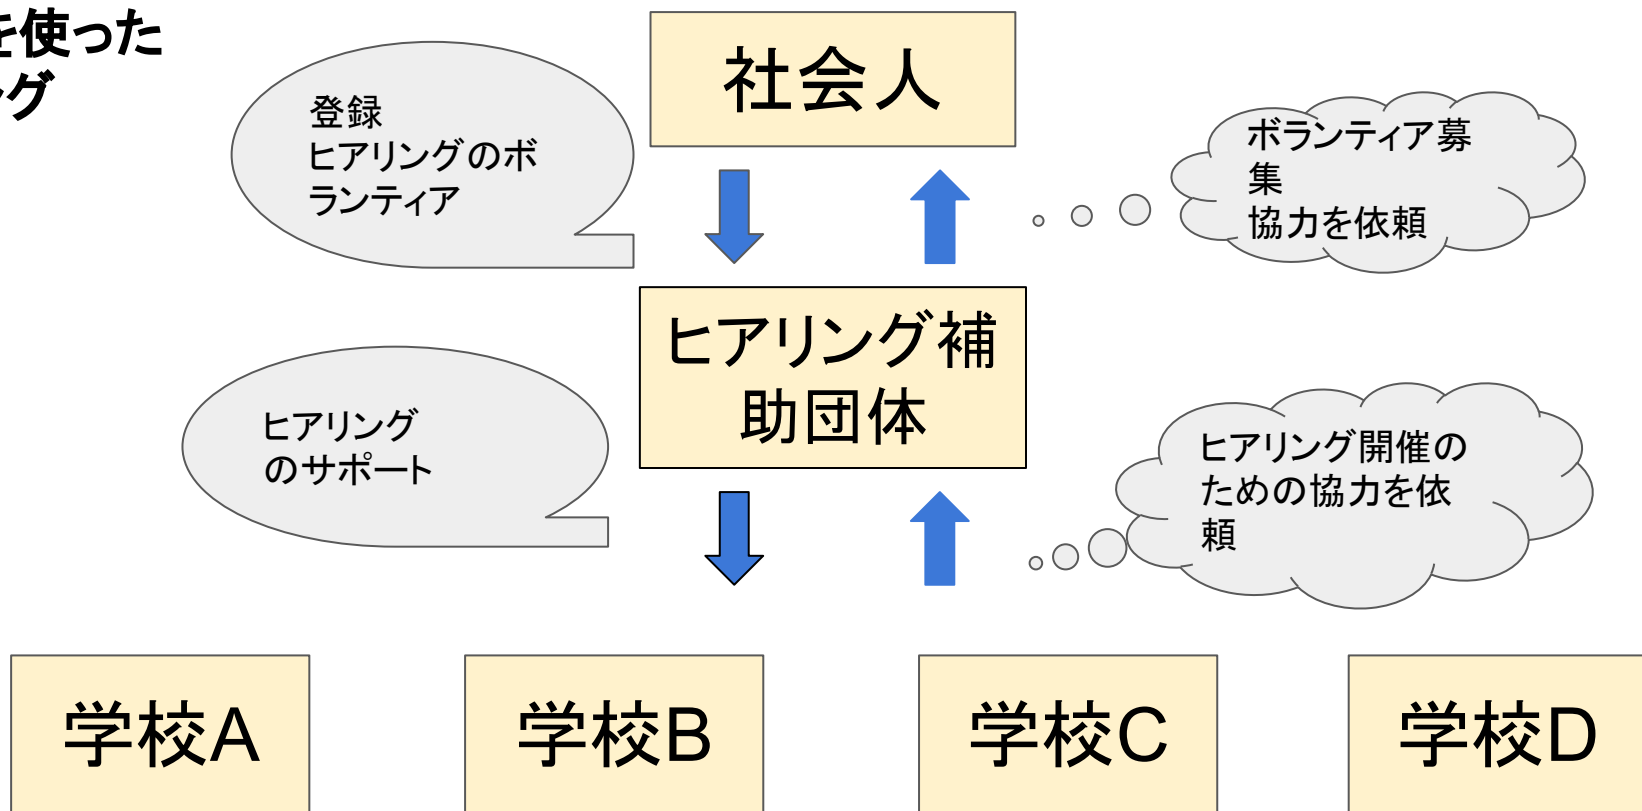 を使った
グ
社会人
登録
ヒアリングのボ
ランティア
ボランティア募
集
協力を依頼
ヒアリング補
助団体
ヒアリング
のサポート
ヒアリング開催の
ための協力を依
頼
学校A
学校B
学校C
学校D